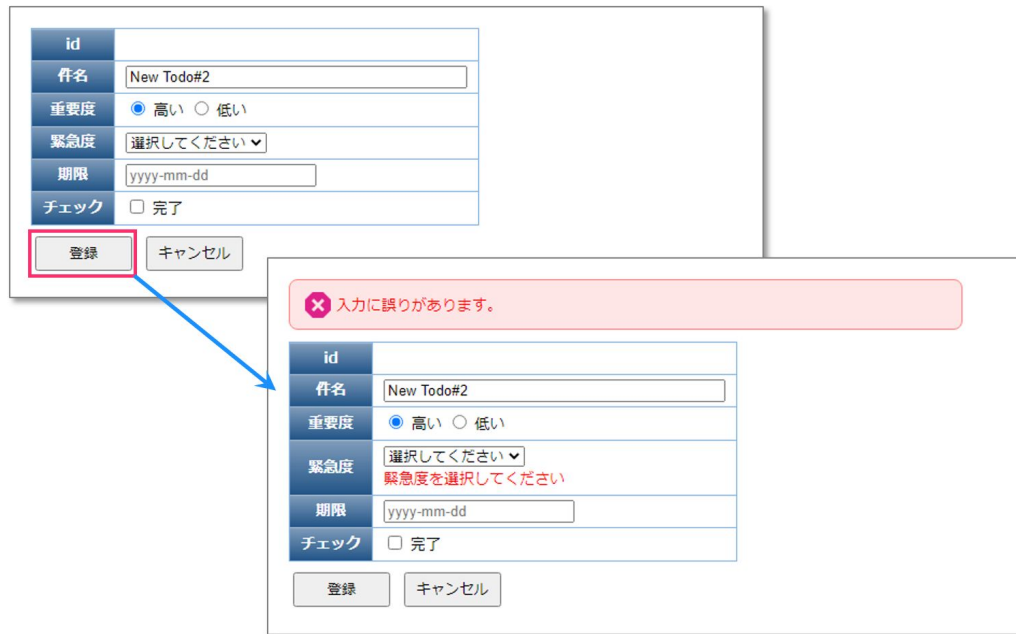 id
件名 New Todo#2
重要度 高い 低い
緊急度 選択してください
期限 yyyy-mm-dd
チェック 完了
登録 キャンセル
入力に誤りがあります。
id
件名 New Todo#2
重要度 高い 低い
緊急度 選択してください
緊急度を選択してください
期限 yyyy-mm-dd
チェック 完了
登録 キャンセル